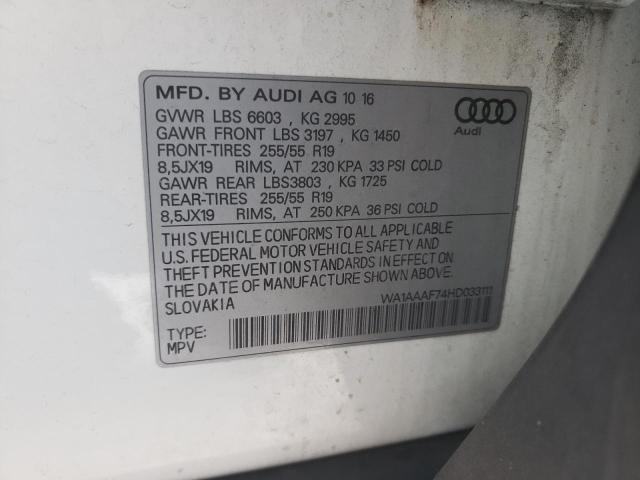 MFD. BY AUDI AG 10 16
GVWR LBS 6603 , KG 2995
GAWR FRONT LBS 3197 , KG 1450
FRONT-TIRES 255/55 R19
8,5JX19 RIMS, AT 230 KPA 33 PSI COLD
GAWR REAR LBS3803 , KG 1725
REAR-TIRES 255/55 R19
8,5JX19 RIMS, AT 250 KPA 36 PSI COLD
Audi
THIS VEHICLE CONFORMS TO ALL APPLICABLE
U.S. FEDERAL MOTOR VEHICLE SAFETY AND
THEFT PREVENTION STANDARDS IN EFFECT ON
THE DATE OF MANUFACTURE SHOWN ABOVE.
SLOVAKIA
WA1AAAF74HD033111
TYPE:
MPV